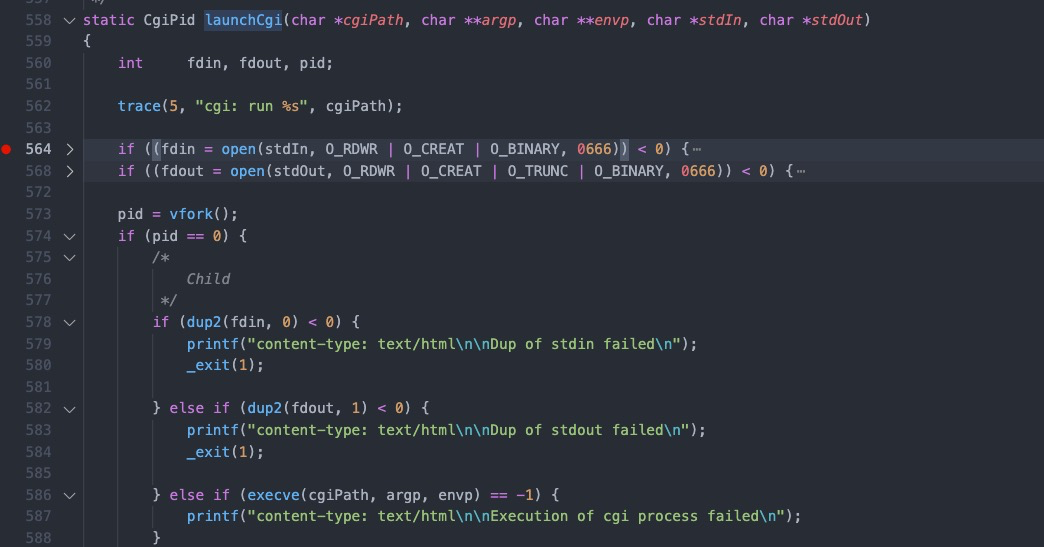 557 */
558 static CgiPid launchCgi(char *cgiPath, char **argp, char **envp, char *stdIn, char *stdOut)
559 {
560 int fdin, fdout, pid;
561
562 trace(5, "cgi: run %s", cgiPath);
563
564 if ((fdin = open(stdIn, O_RDWR | O_CREAT | O_BINARY, 0666)) < 0) {⋯
568 if ((fdout = open(stdOut, O_RDWR | O_CREAT | O_TRUNC | O_BINARY, 0666)) < 0) {⋯
572
573 pid = vfork();
574 if (pid == 0) {
575 /*
576 Child
577 */
578 if (dup2(fdin, 0) < 0) {
579 printf("content-type: text/html\n\nDup of stdin failed\n");
580 _exit(1);
581
582 } else if (dup2(fdout, 1) < 0) {
583 printf("content-type: text/html\n\nDup of stdout failed\n");
584 _exit(1);
585
586 } else if (execve(cgiPath, argp, envp) == -1) {
587 printf("content-type: text/html\n\nExecution of cgi process failed\n");
588 }